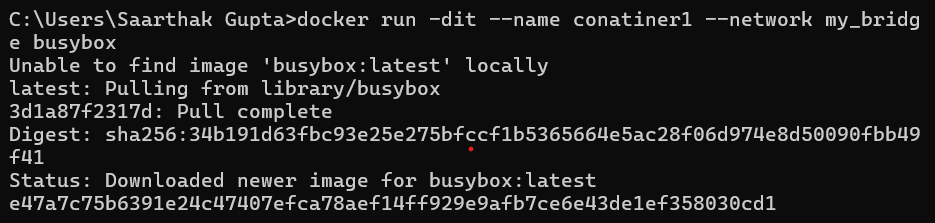 C:\Users\Saarthak Gupta>docker run -dit --name conatiner1 --network my_bridg
e busybox
Unable to find image 'busybox:latest' locally
latest: Pulling from library/busybox
3d1a87f2317d: Pull complete
Digest: sha256:34b191d63fbc93e25e275bfccf1b5365664e5ac28f06d974e8d50090fbb49
f41
Status: Downloaded newer image for busybox:latest
e47a7c75b6391e24c47407efca78aef14ff929e9afb7ce6e43de1ef358030cd1